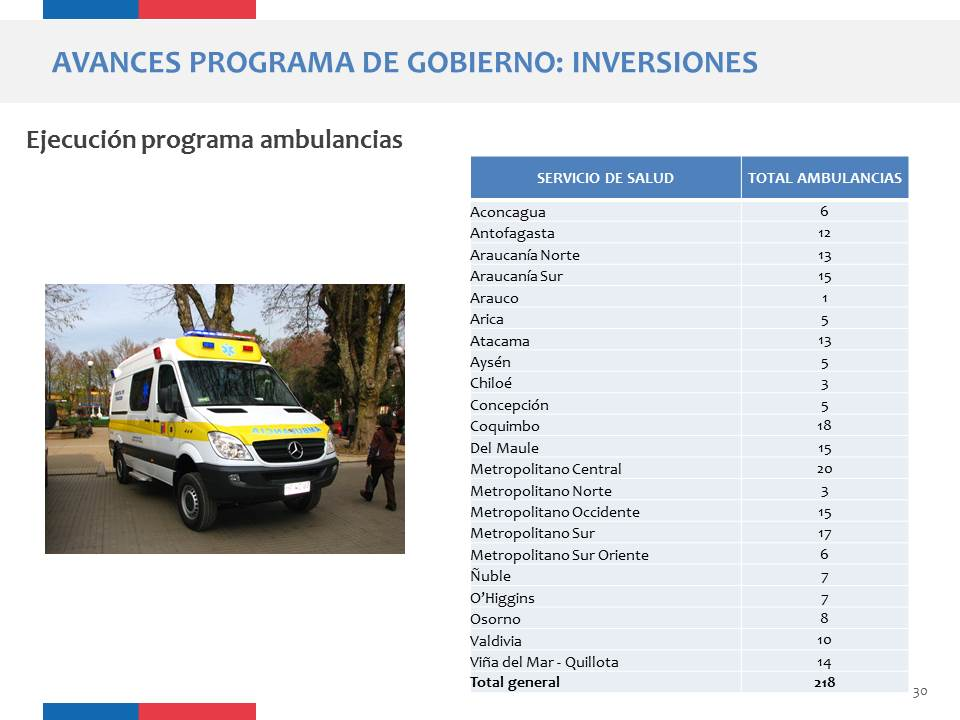 AVANCES PROGRAMA DE GOBIERNO: INVERSIONES
Ejecución programa ambulancias
SERVICIO DE SALUD TOTAL AMBULANCIAS
Aconcagua 6
Antofagasta 12
Araucanía Norte 13
Araucanía Sur 15
Arauco 1
Arica 5
Atacama 13
Aysén 5
Chiloé 3
Concepción 5
Coquimbo 18
Del Maule 15
Metropolitano Central 20
Metropolitano Norte 3
Metropolitano Occidente 15
Metropolitano Sur 17
Metropolitano Sur Oriente 6
Ñuble 7
O’Higgins 7
Osorno 8
Valdivia 10
Viña del Mar - Quillota 14
Total general 218
30